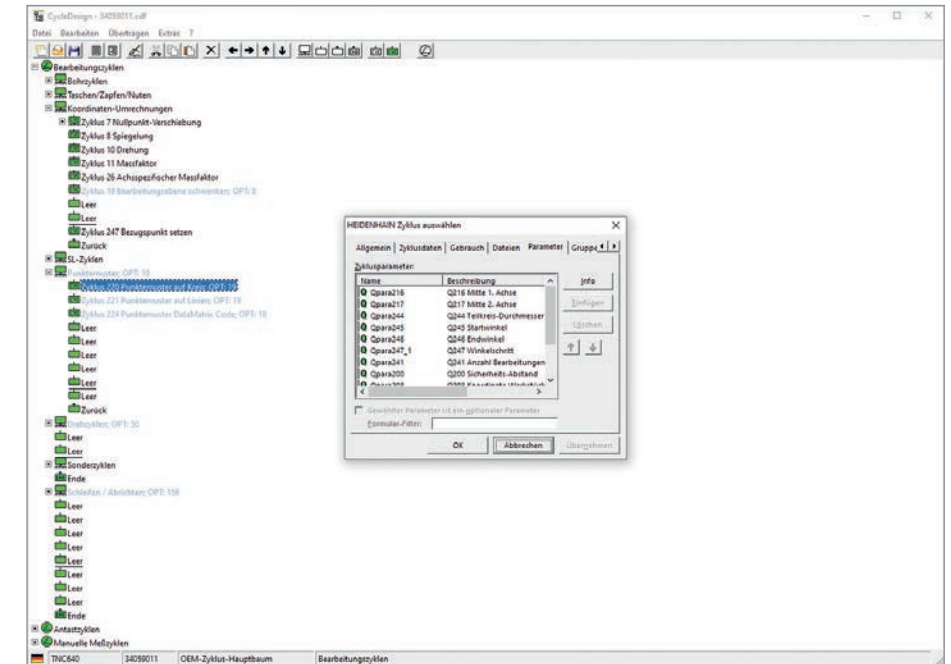 CycleDesign - 34059011.cdf
Datei Bearbeiten Übertragen Extras ?
Bearbeitungszyklen
Bohrzyklen
Taschen/Zapfen/Nuten
Koordinaten-Umrechnungen
Zyklus 7 Nullpunkt-Verschiebung
Zyklus 8 Spiegelung
Zyklus 10 Drehung
Zyklus 11 Massfaktor
Zyklus 26 Achsspezifischer Massfaktor
Zyklus 19 Bearbeitungsebene schwenken; OPT: 8
Leer
Leer
Zyklus 247 Bezugspunkt setzen
Zurück
SL-Zyklen
Punktemuster; OPT: 19
Zyklus 220 Punktemuster auf Kreis; OPT: 19
Zyklus 221 Punktemuster auf Linien; OPT: 19
Zyklus 224 Punktemuster DataMatrix Code; OPT: 19
Leer
Leer
Leer
Leer
Leer
Leer
Zurück
Drehzyklen; OPT: 50
Leer
Leer
Sonderzyklen
Ende
Schleifen / Abrichten; OPT: 156
Leer
Leer
Leer
Leer
Leer
Leer
Leer
Leer
Ende
Antastzyklen
Manuelle Meßzyklen
TNC640 34059011 OEM-Zyklus-Hauptbaum Bearbeitungszyklen
HEIDENHAIN Zyklus auswählen
Allgemein Zyklusdaten Gebrauch Dateien Parameter Gruppe
Zyklusparameter:
Name Beschreibung Info
Qpara216 Q216 Mitte 1. Achse
Qpara217 Q217 Mitte 2. Achse Einfügen
Qpara244 Q244 Teilkreis-Durchmesser
Qpara245 Q245 Startwinkel Löschen
Qpara246 Q246 Endwinkel
Qpara247_1 Q247 Winkelschritt
Qpara241 Q241 Anzahl Bearbeitungen
Qpara200 Q200 Sicherheits-Abstand
Gewählter Parameter ist ein optionaler Parameter
Formular-Filter:
OK Abbrechen Übernehmen